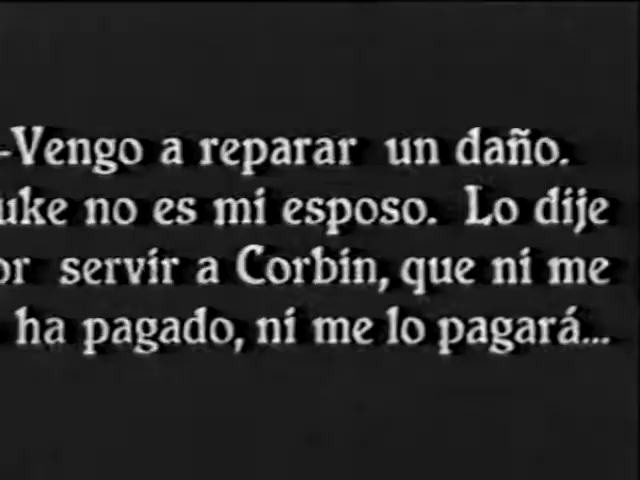 -Vengo a reparar un daño.
uke no es mi esposo. Lo dije
or servir a Corbin, que ni me
ha pagado, ni me lo pagará...